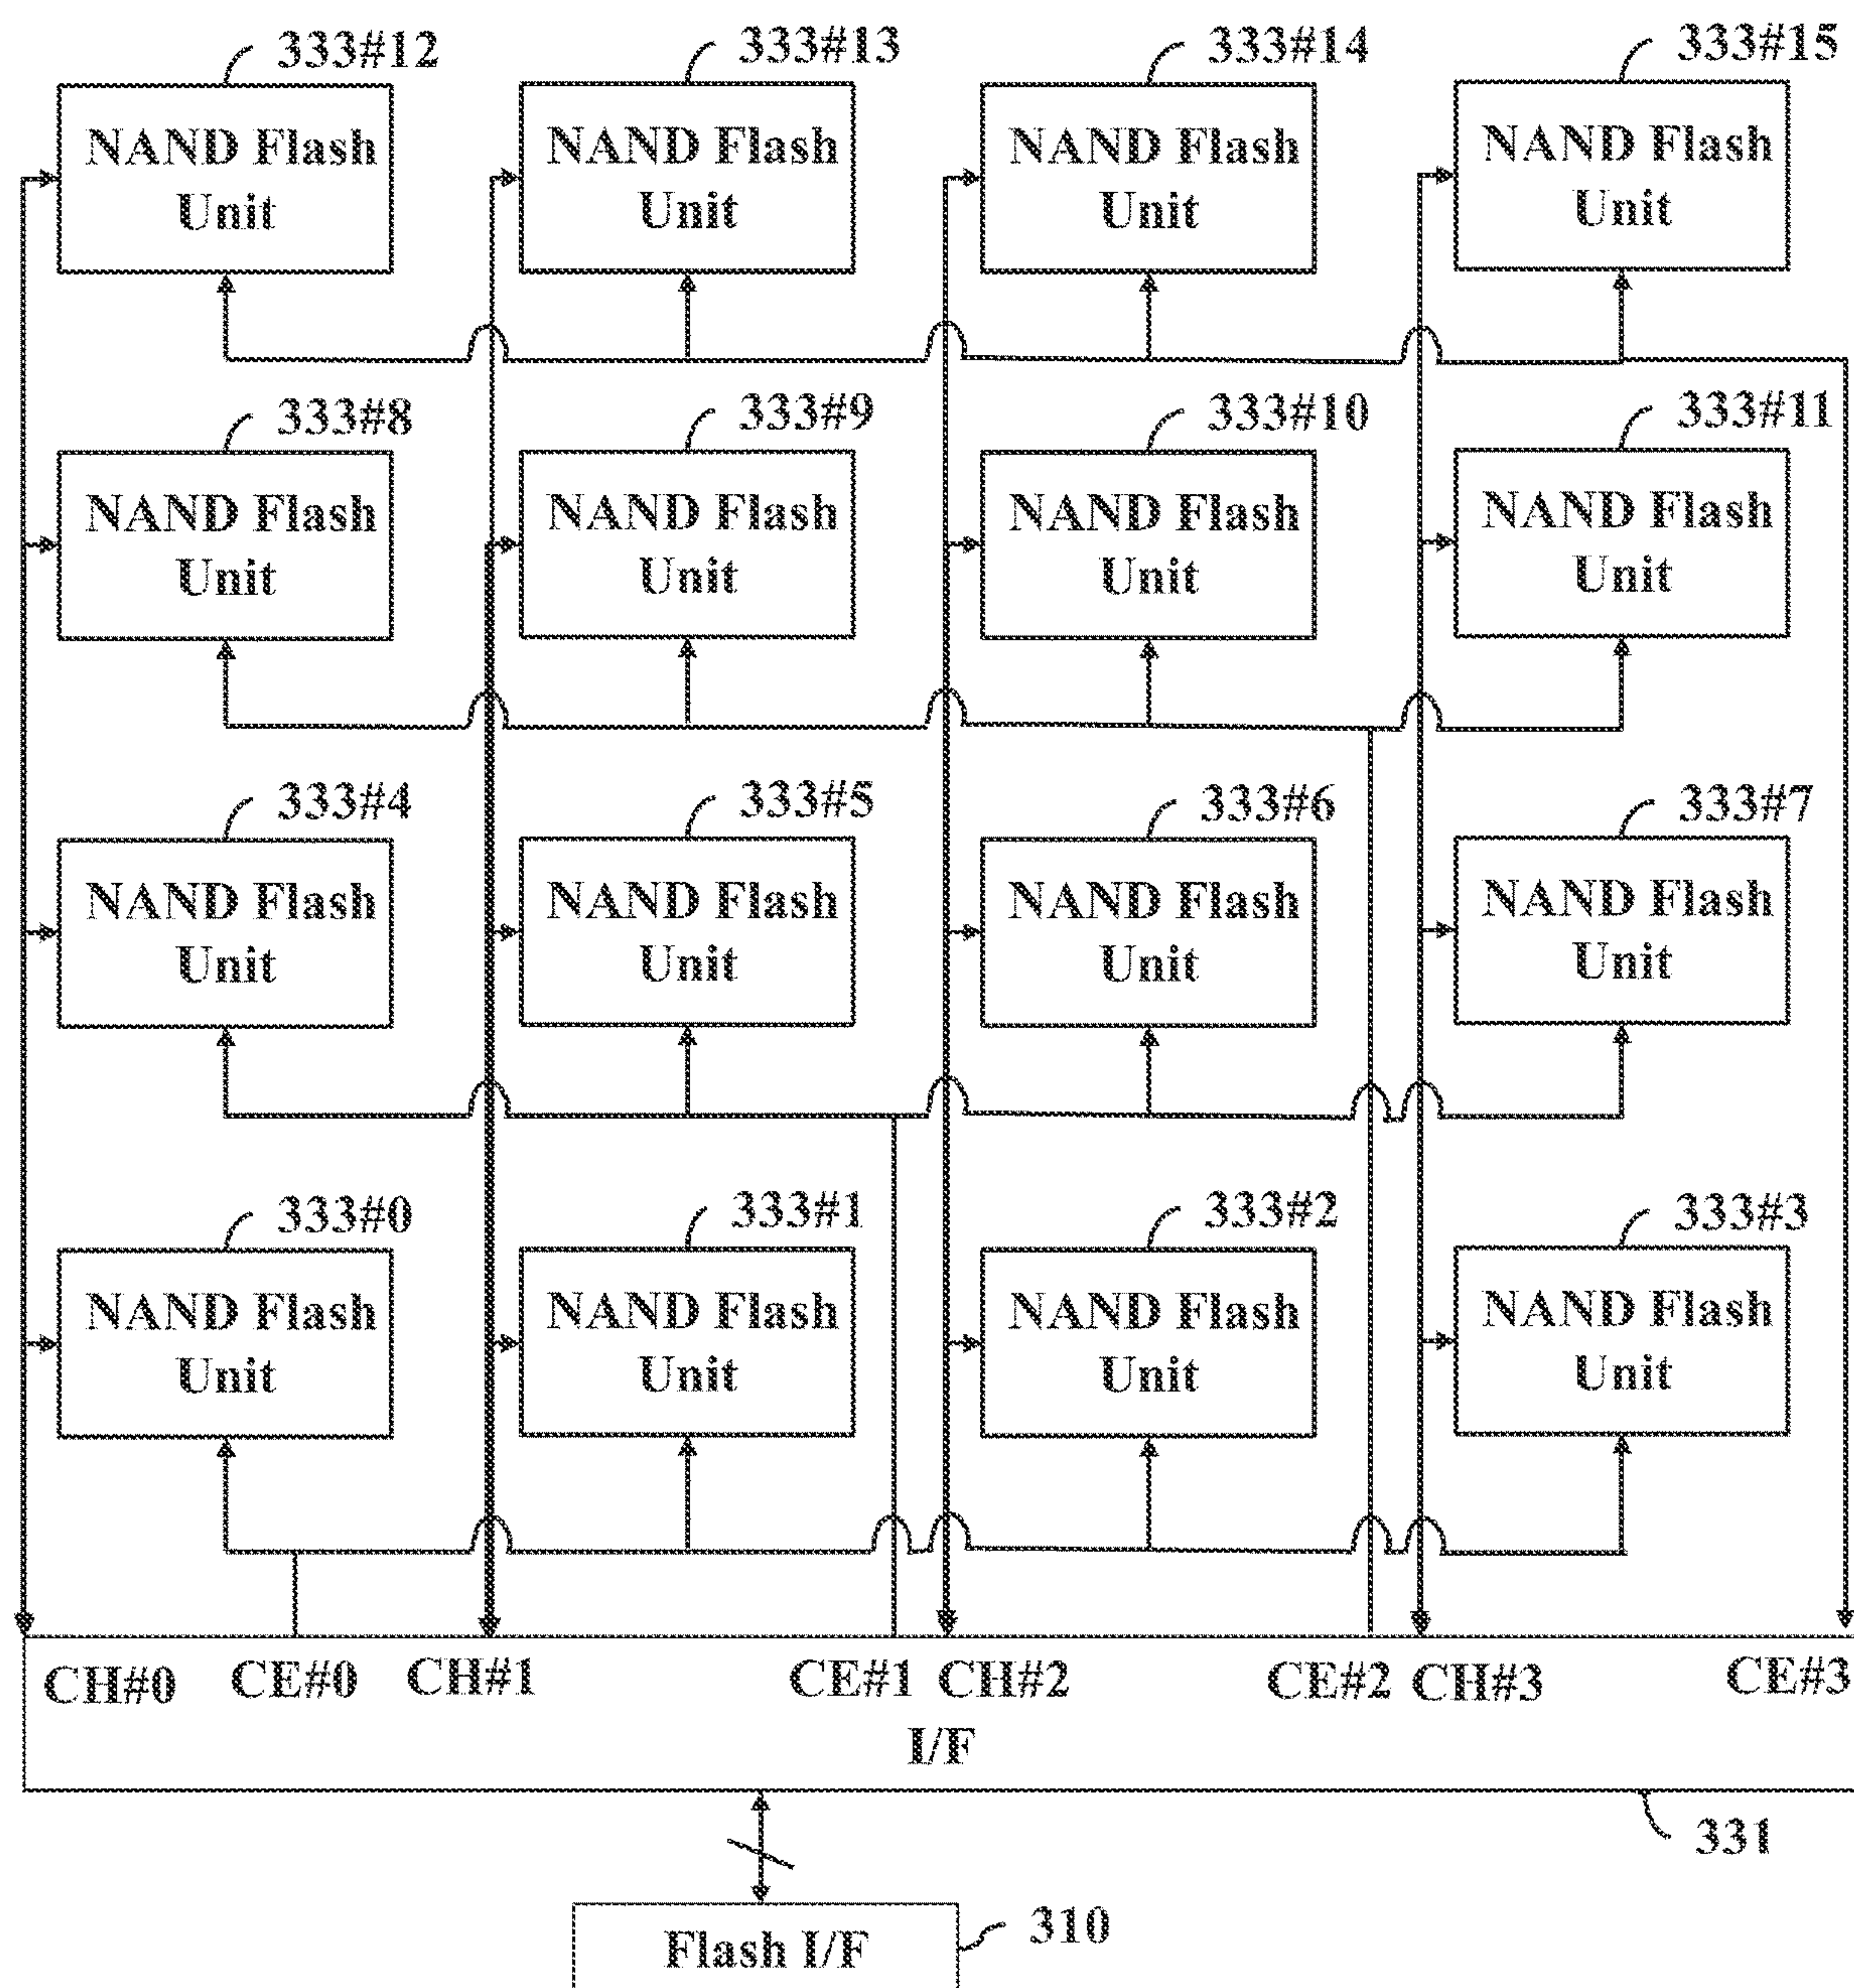 333#12 333#13 333#14 333#15
NAND Flash NAND Flash NAND Flash NAND Flash
Unit Unit Unit Unit
333#8 333#9 333#10 333#11
NAND Flash NAND Flash NAND Flash NAND Flash
Unit Unit Unit Unit
333#4 333#5 333#6 333#7
NAND Flash NAND Flash NAND Flash NAND Flash
Unit Unit Unit Unit
333#0 333#1 333#2 333#3
NAND Flash NAND Flash NAND Flash NAND Flash
Unit Unit Unit Unit
CH#0 CE#0 CH#1 CE#1 CH#2 CE#2 CH#3 CE#3
I/F
331
310
Flash I/F